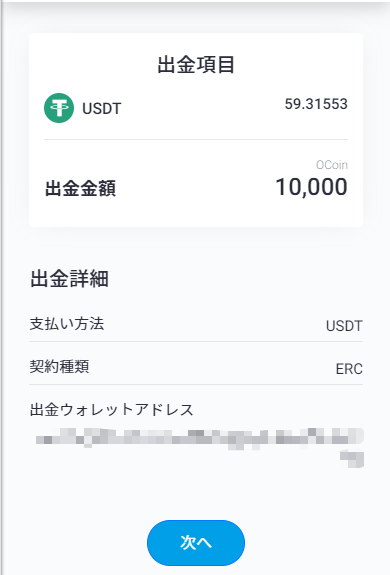 出金項目
USDT 59.31553
OCoin
出金金額 10,000
出金詳細
支払い方法 USDT
契約種類 ERC
出金ウォレットアドレス
次へ